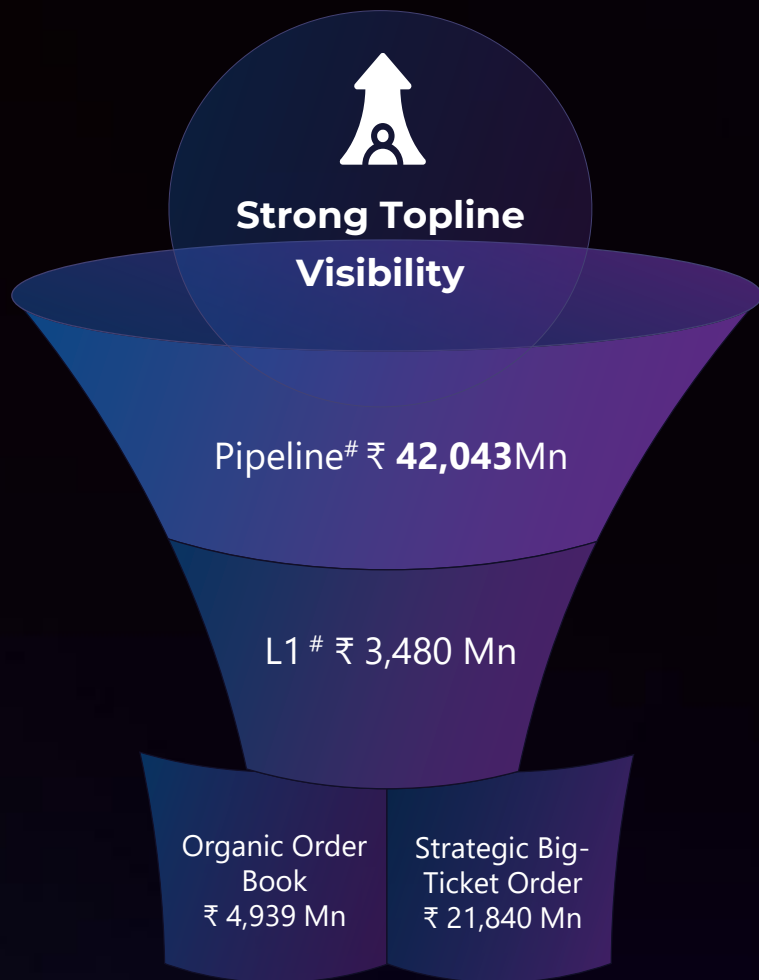 Strong Topline
Visibility
Pipeline# ₹ 42,043Mn
L1 # ₹ 3,480 Mn
Organic Order
Book
₹ 4,939 Mn
Strategic Big-
Ticket Order
₹ 21,840 Mn